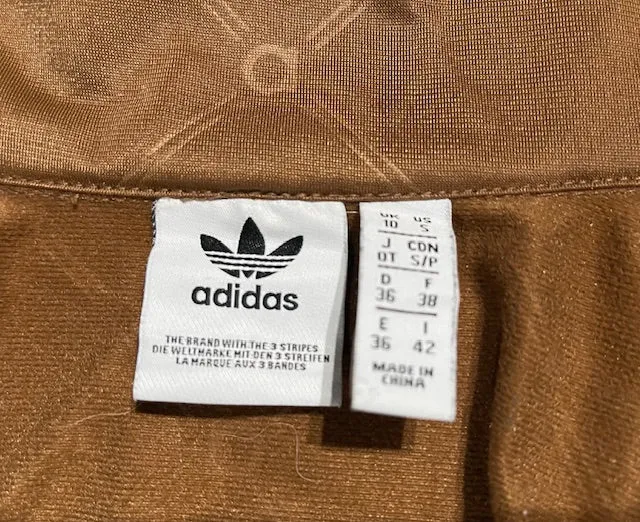 adidas
THE BRAND WITH THE 3 STRIPES
DIE WELTMARKE MIT DEN 3 STREIFEN
LA MARQUE AUX 3 BANDES
UK US
10 S
J CDN
OT S/P
D F
36 38
E I
36 42
MADE IN
CHINA